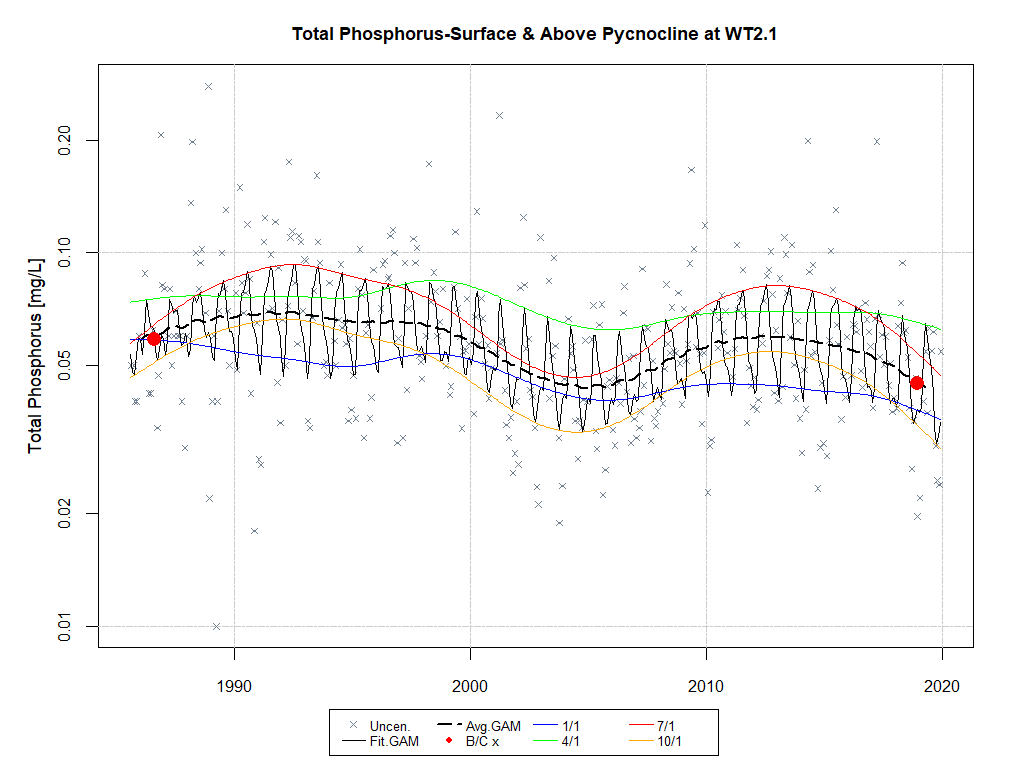 Total Phosphorus-Surface & Above Pycnocline at WT2.1
Total Phosphorus [mg/L]
0.20
0.10
0.05
0.02
0.01
1990 2000 2010 2020
Uncen. Avg.GAM 1/1 7/1
Fit.GAM B/C x 4/1 10/1